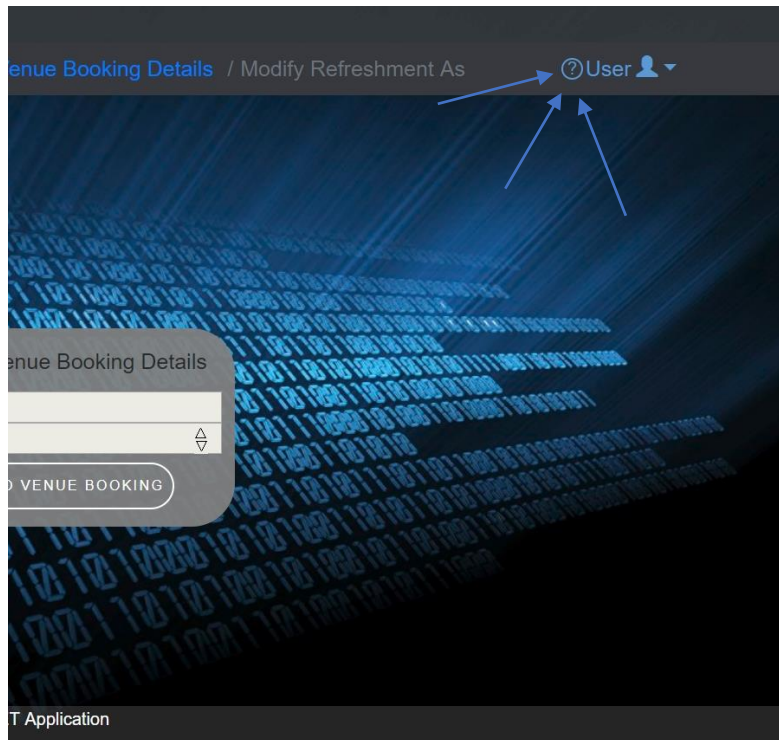 enue Booking Details / Modify Refreshment As User
enue Booking Details
VENUE BOOKING
T Application